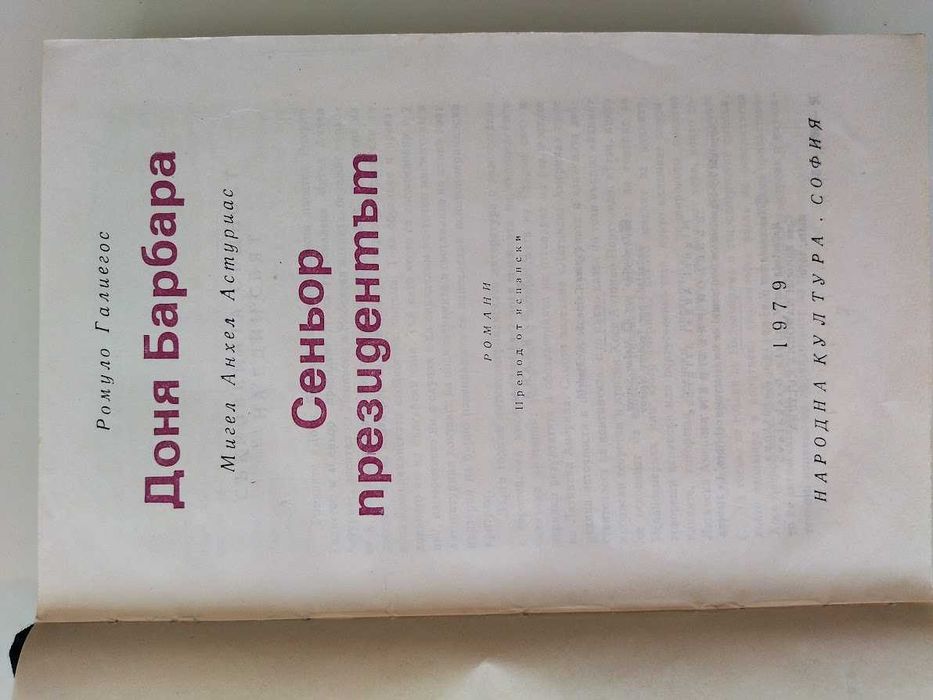 Ромуло Галиегос
Доня Барбара
Мигел Анхел Астуриас
Сеньор
президентът
РОМАНИ
Превод от испански
1979
НАРОДНА КУЛТУРА . СОФИЯ